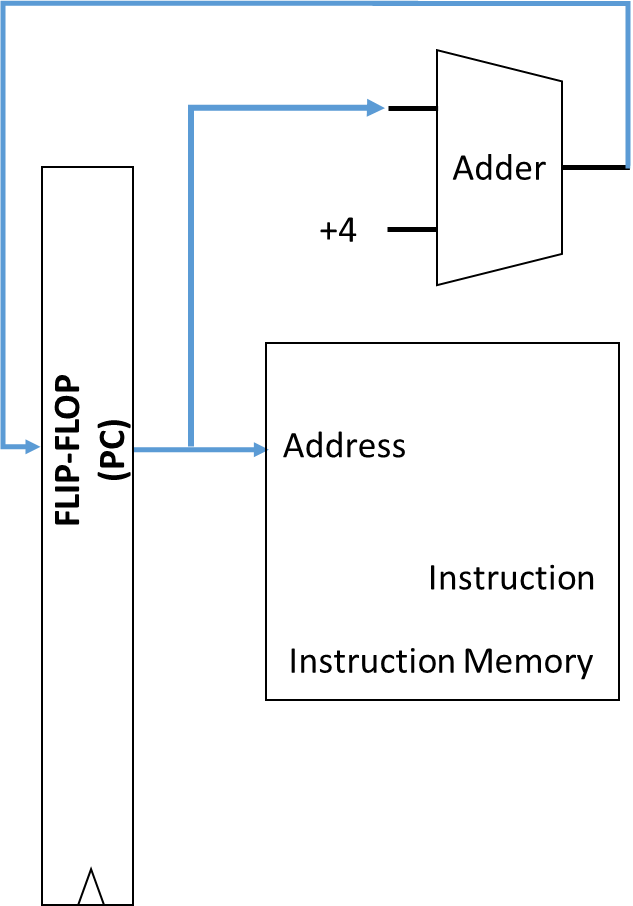 Adder
+4
FLIP-FLOP
(PC)
Address
Instruction
Instruction Memory